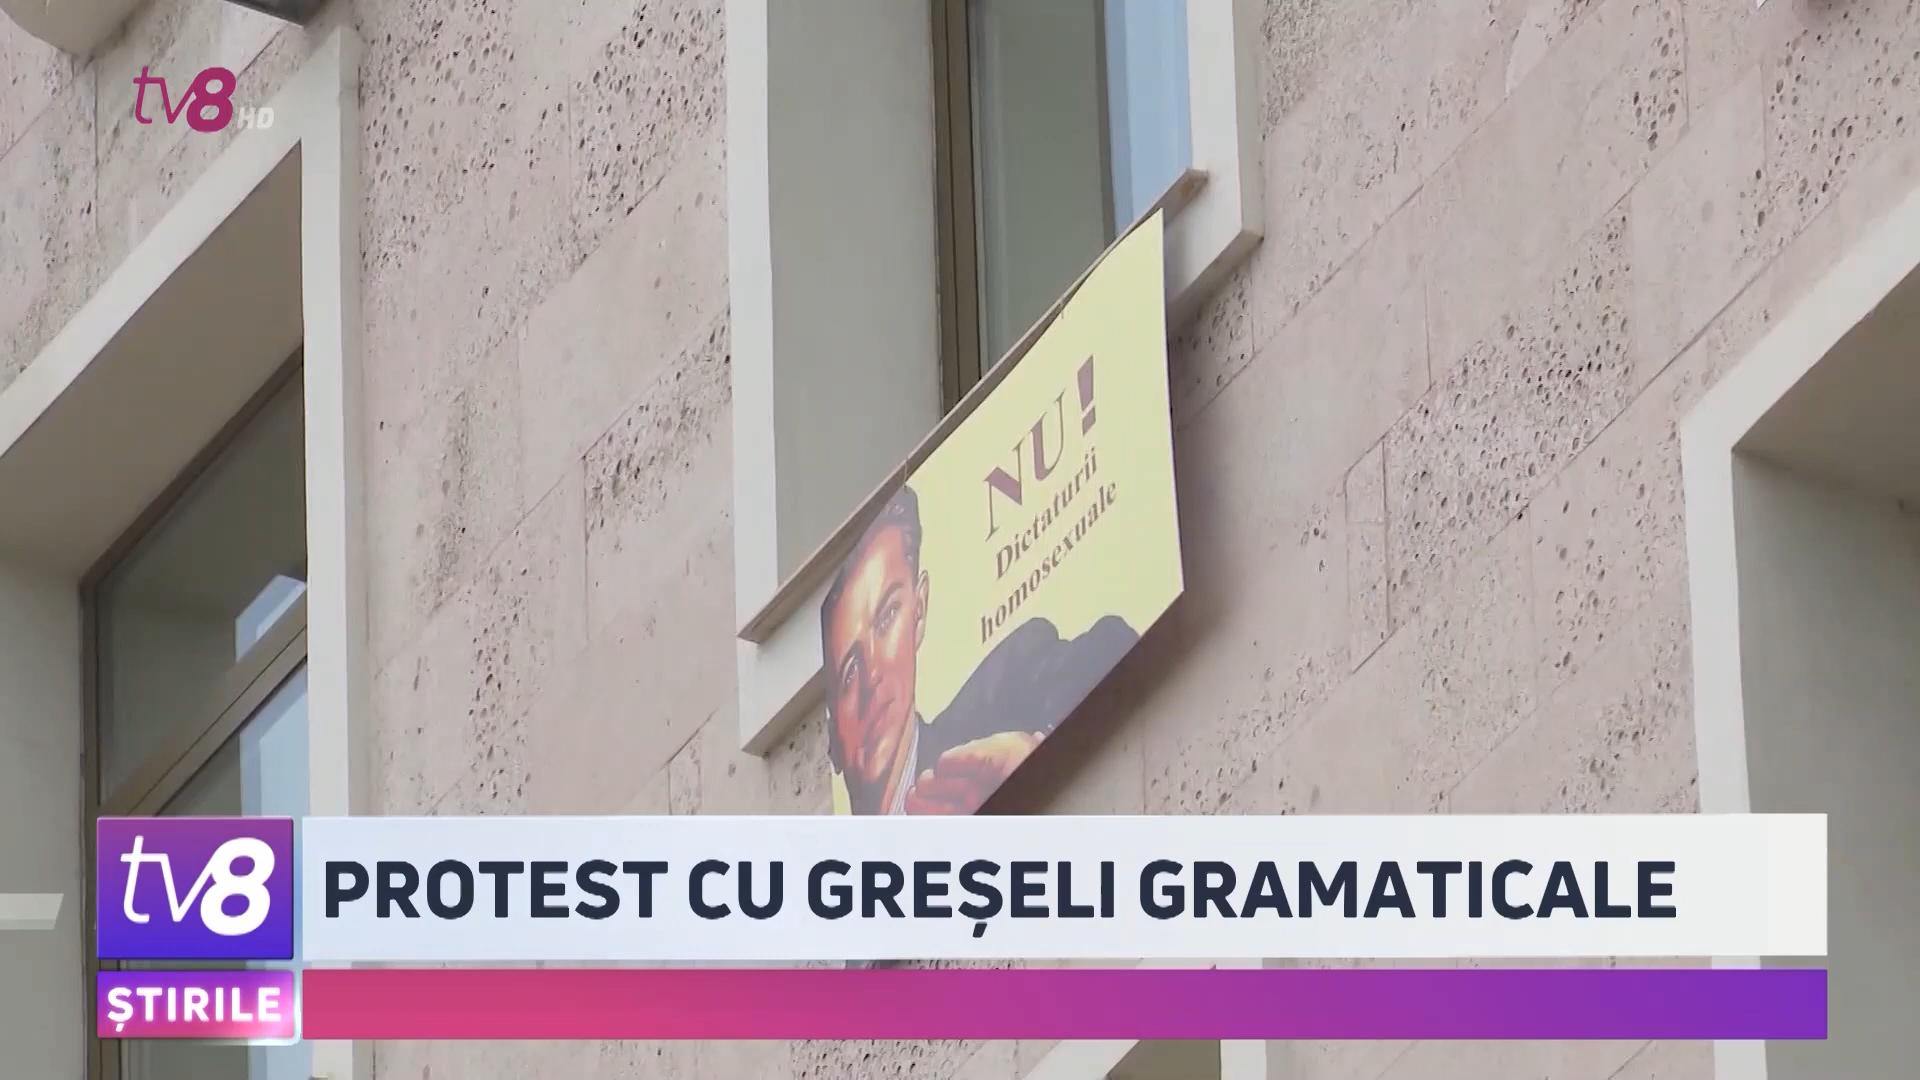 tv8 HD
NU!
Dictaturii
homosexuale
tv8 PROTEST CU GREȘELI GRAMATICALE
ȘTIRILE